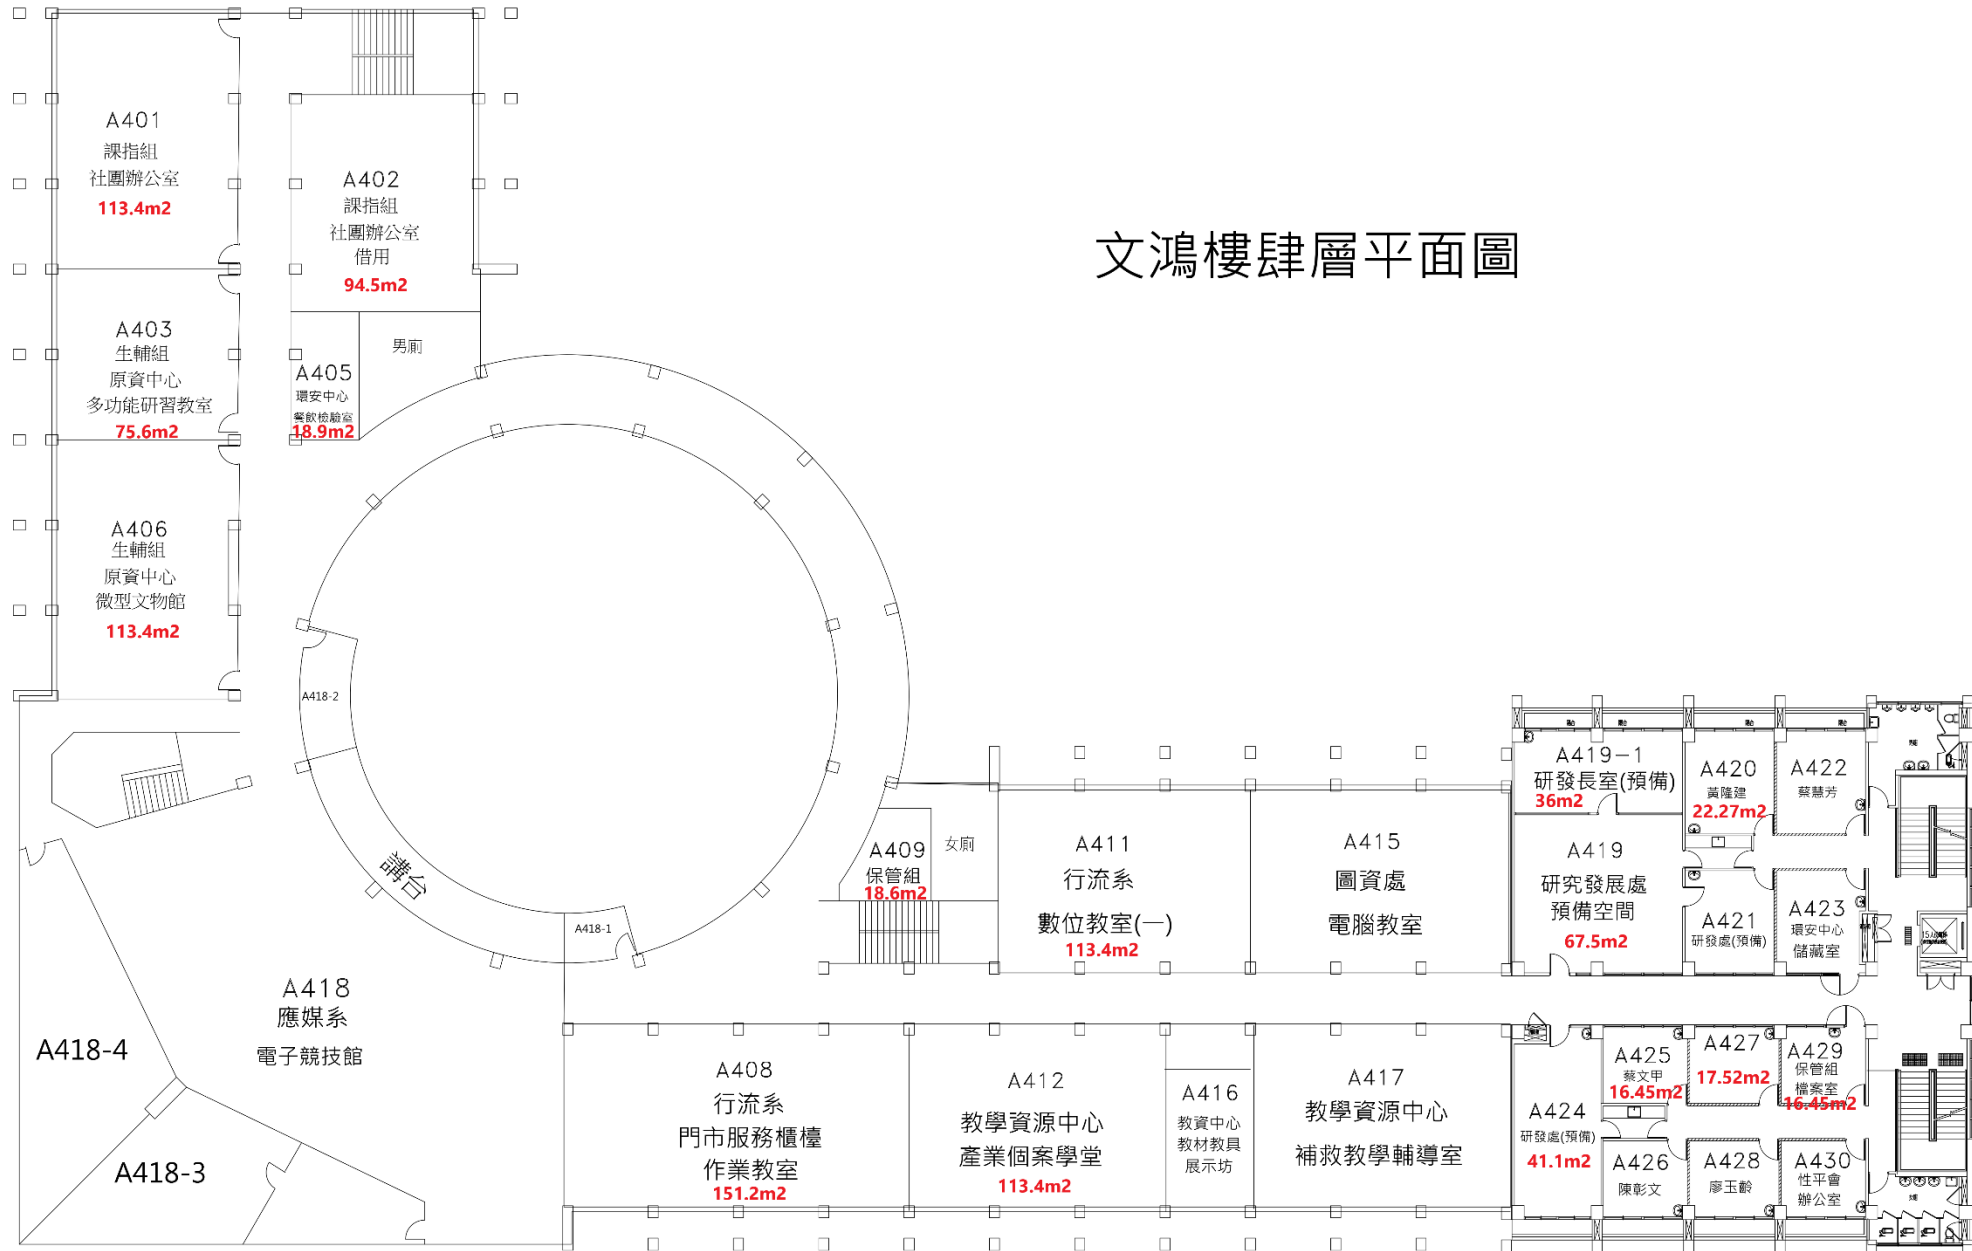 文鴻樓肆層平面圖
A401
課指組
社團辦公室
113.4m2
A402
課指組
社團辦公室
借用
94.5m2
A403
生輔組
原資中心
多功能研習教室
75.6m2
男廁
A405
環安中心
餐飲檢驗室
18.9m2
A406
生輔組
原資中心
微型文物館
113.4m2
A418-2
講台
A418-1
A409
保管組
18.6m2
女廁
A411
行流系
數位教室(一)
113.4m2
A415
圖資處
電腦教室
A419-1
研發長室(預備)
36m2
A419
研究發展處
預備空間
67.5m2
A420
黃隆建
22.27m2
A422
蔡慧芳
A421
研發處(預備)
A423
環安中心
儲藏室
A418
應媒系
電子競技館
A418-4
A418-3
A408
行流系
門市服務櫃檯
作業教室
151.2m2
A412
教學資源中心
產業個案學堂
113.4m2
A416
教資中心
教材教具
展示坊
A417
教學資源中心
補救教學輔導室
A424
研發處(預備)
41.1m2
A425
蔡文甲
16.45m2
A427
17.52m2
A429
保管組
檔案室
16.45m2
A426
陳彰文
A428
廖玉齡
A430
性平會
辦公室